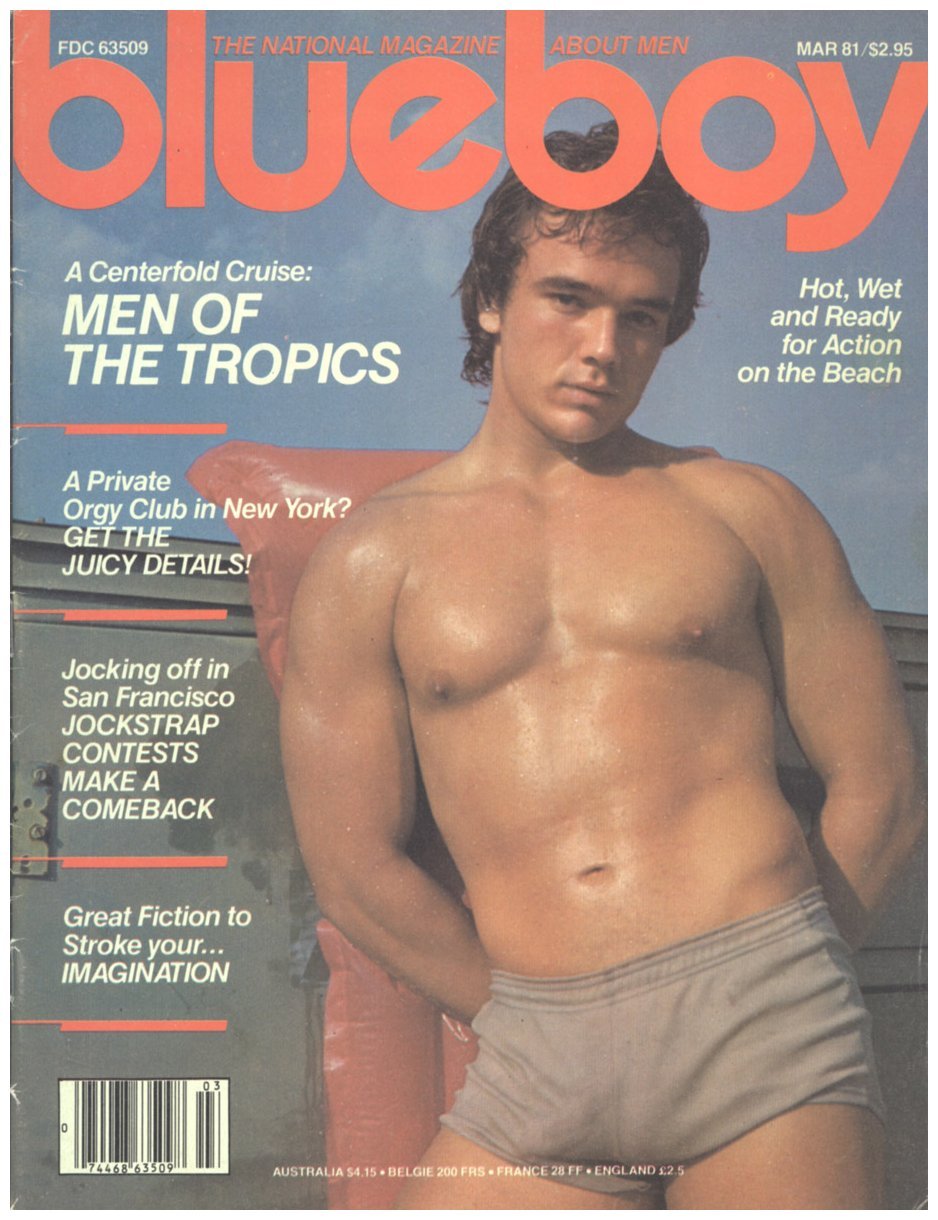 FDC 63509
THE NATIONAL MAGAZINE ABOUT MEN
MAR 81/$2.95
blueboy
A Centerfold Cruise:
MEN OF
THE TROPICS
Hot, Wet
and Ready
for Action
on the Beach
A Private
Orgy Club in New York?
GET THE
JUICY DETAILS!
Jocking off in
San Francisco
JOCKSTRAP
CONTESTS
MAKE A
COMEBACK
Great Fiction to
Stroke your...
IMAGINATION
03
0
74468 63509
AUSTRALIA $4.15 • BELGIE 200 FRS • FRANCE 28 FF • ENGLAND £2.5